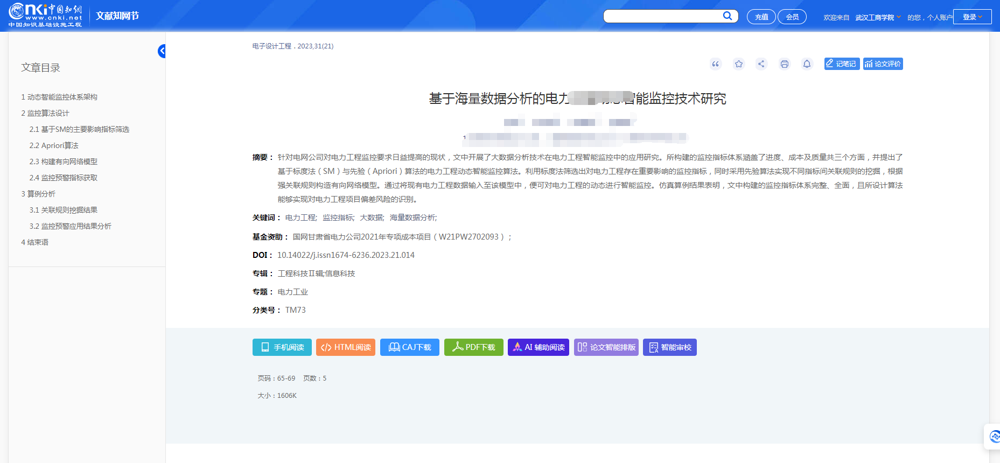 cnki中国知网
www.cnki.net
中国知识基础设施工程
文献知网节
充值
会员
欢迎来自 武汉工商学院 的您，个人账户
登录
文章目录
1 动态智能监控体系架构
2 监控算法设计
2.1 基于SM的主要影响指标筛选
2.2 Apriori算法
2.3 构建有向网络模型
2.4 监控预警指标获取
3 算例分析
3.1 关联规则挖掘结果
3.2 监控预警应用结果分析
4 结束语
电子设计工程 . 2023,31(21)
记笔记
论文评价
基于海量数据分析的电力 智能监控技术研究
1
摘要： 针对电网公司对电力工程监控要求日益提高的现状，文中开展了大数据分析技术在电力工程智能监控中的应用研究。所构建的监控指标体系涵盖了进度、成本及质量共三个方面，并提出了
基于标度法（SM）与先验（Apriori）算法的电力工程动态智能监控算法。利用标度法筛选出对电力工程存在重要影响的监控指标，同时采用先验算法实现不同指标间关联规则的挖掘，根据
强关联规则构造有向网络模型。通过将现有电力工程数据输入至该模型中，便可对电力工程的动态进行智能监控。仿真算例结果表明，文中构建的监控指标体系完整、全面，且所设计算法
能够实现对电力工程项目偏差风险的识别。
关键词： 电力工程; 监控指标; 大数据; 海量数据分析;
基金资助： 国网甘肃省电力公司2021年专项成本项目（W21PW2702093）；
DOI： 10.14022/j.issn1674-6236.2023.21.014
专辑： 工程科技Ⅱ辑;信息科技
专题： 电力工业
分类号： TM73
手机阅读
HTML阅读
CAJ下载
PDF下载
AI 辅助阅读
论文智能排版
智能审校
页码：65-69 页数：5
大小：1606K